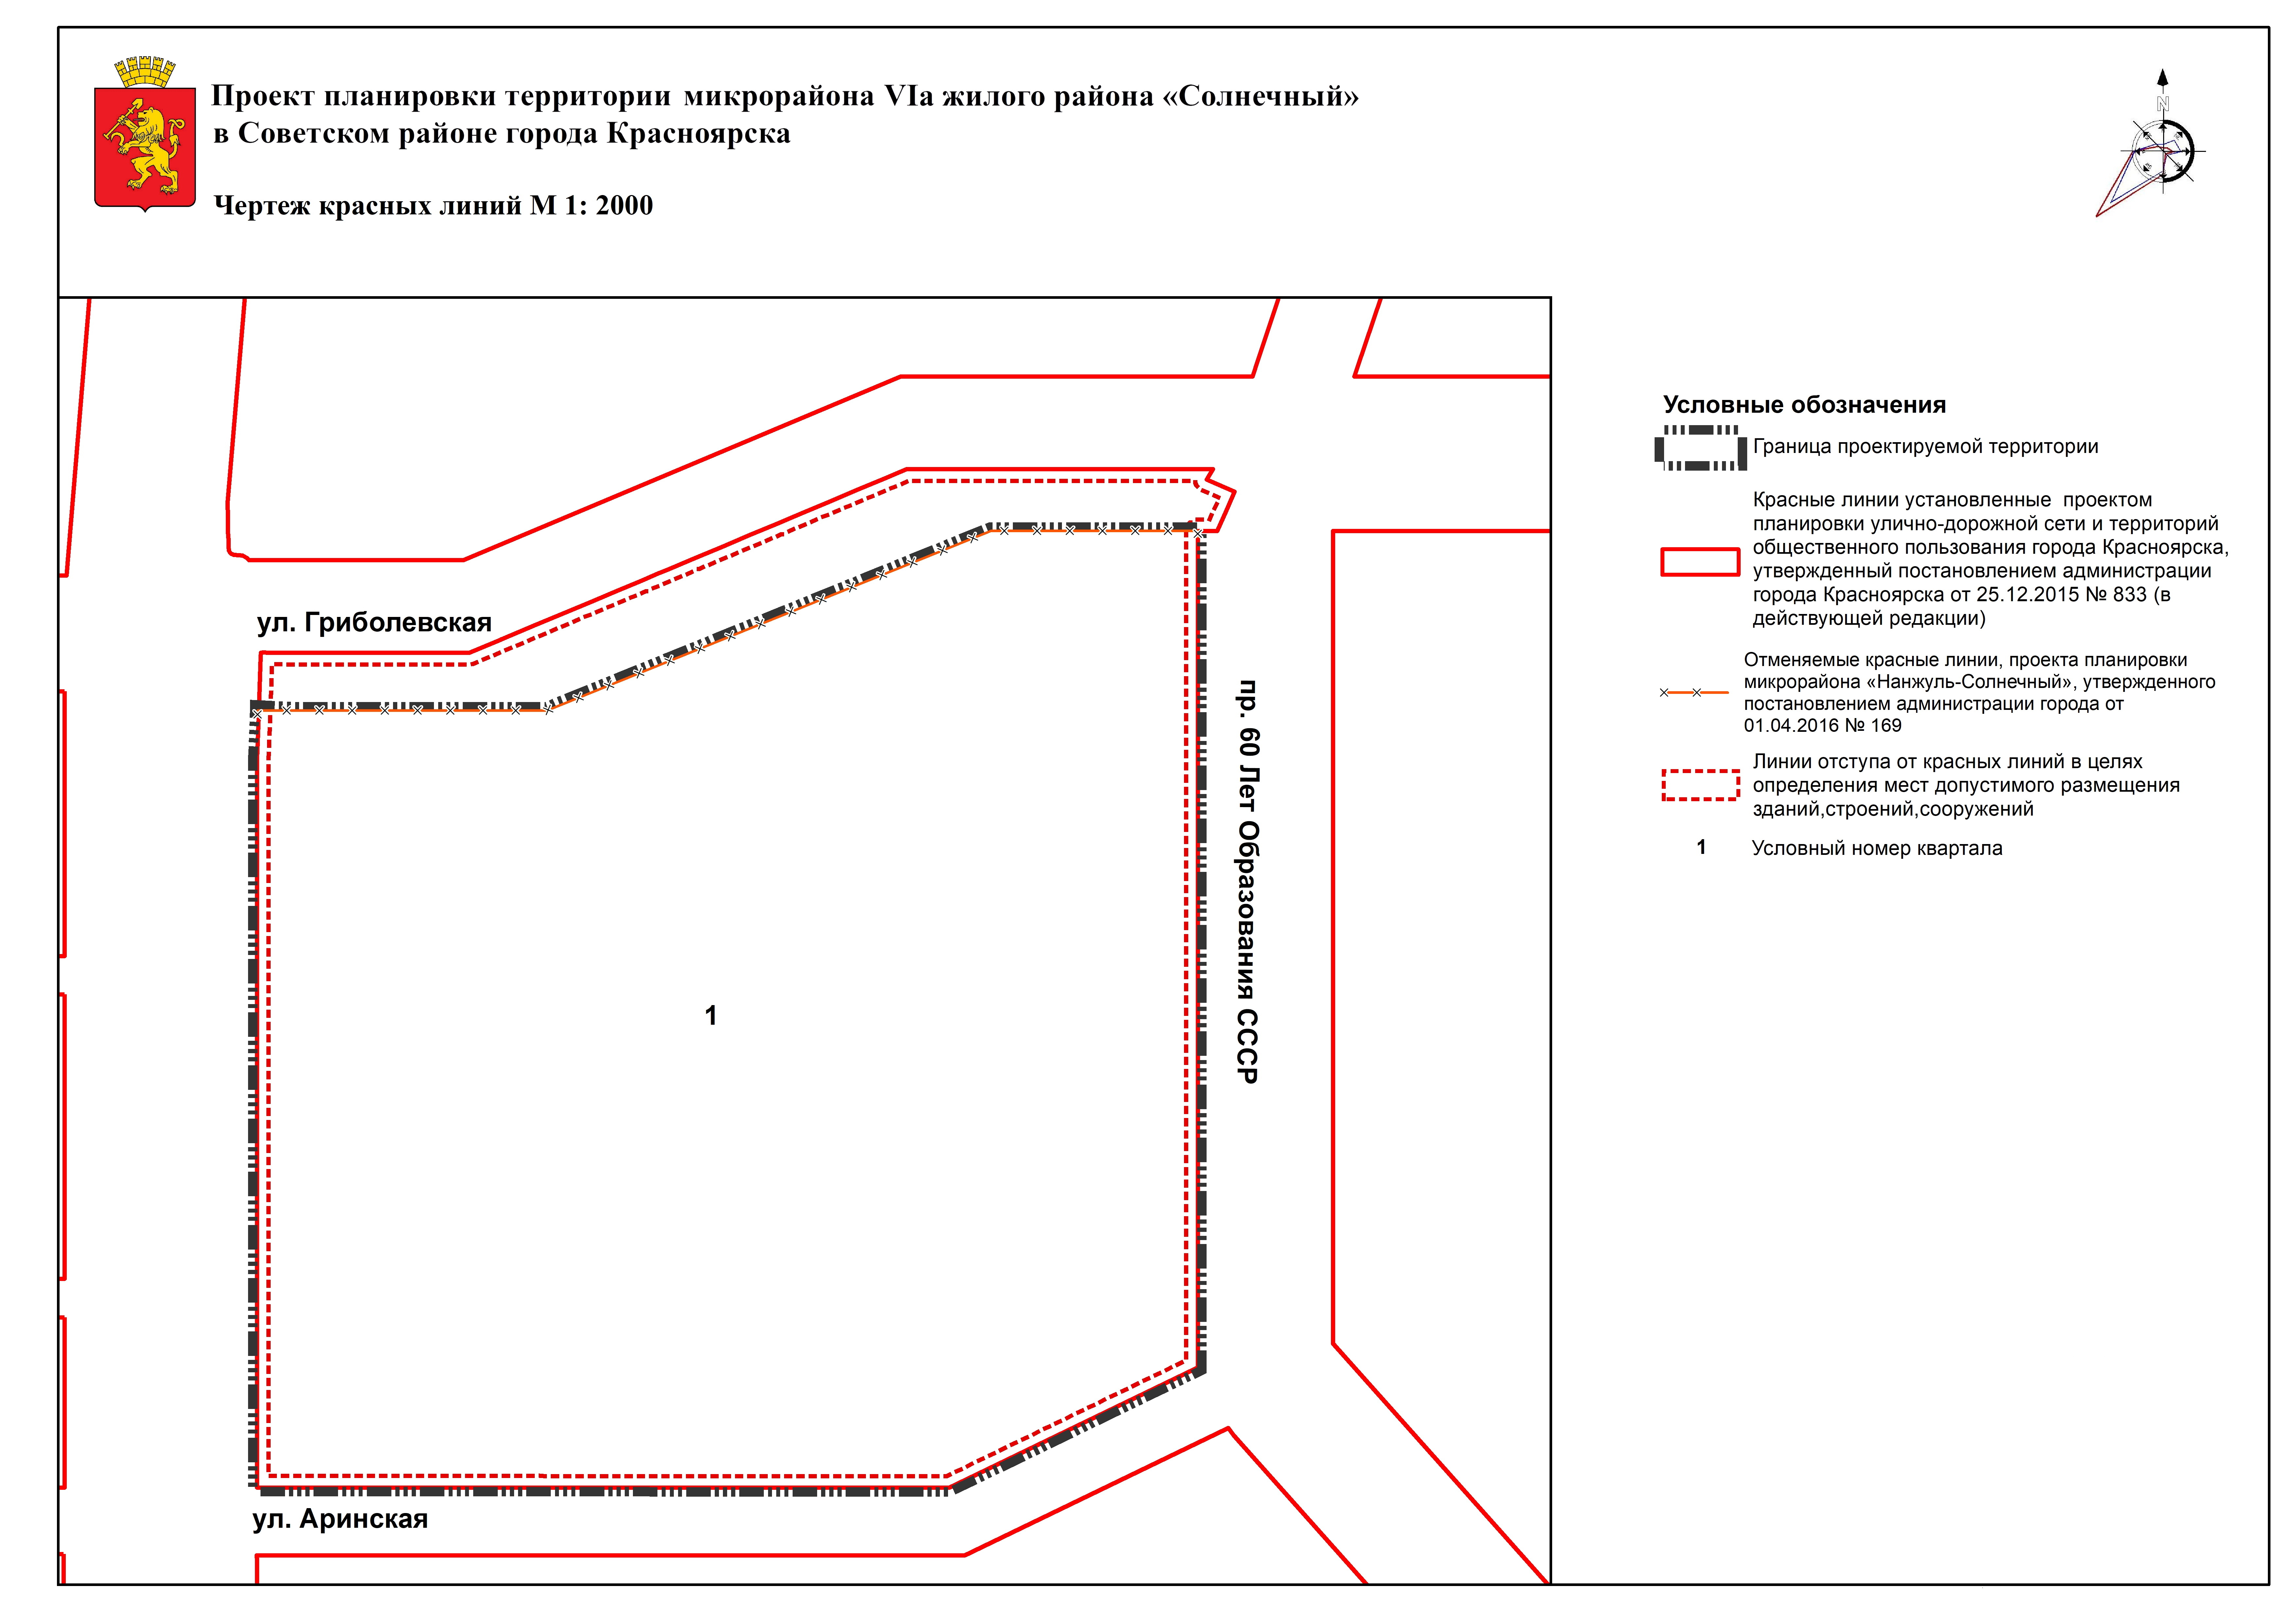 Проект планировки территории микрорайона VIа жилого района «Солнечный»
в Советском районе города Красноярска
Чертеж красных линий М 1: 2000
N
ул. Гриболевская
пр. 60 Лет Образования СССР
1
ул. Аринская
Условные обозначения
Граница проектируемой территории
Красные линии установленные проектом
планировки улично-дорожной сети и территорий
общественного пользования города Красноярска,
утвержденный постановлением администрации
города Красноярска от 25.12.2015 № 833 (в
действующей редакции)
Отменяемые красные линии, проекта планировки
микрорайона «Нанжуль-Солнечный», утвержденного
постановлением администрации города от
01.04.2016 № 169
Линии отступа от красных линий в целях
определения мест допустимого размещения
зданий,строений,сооружений
1 Условный номер квартала